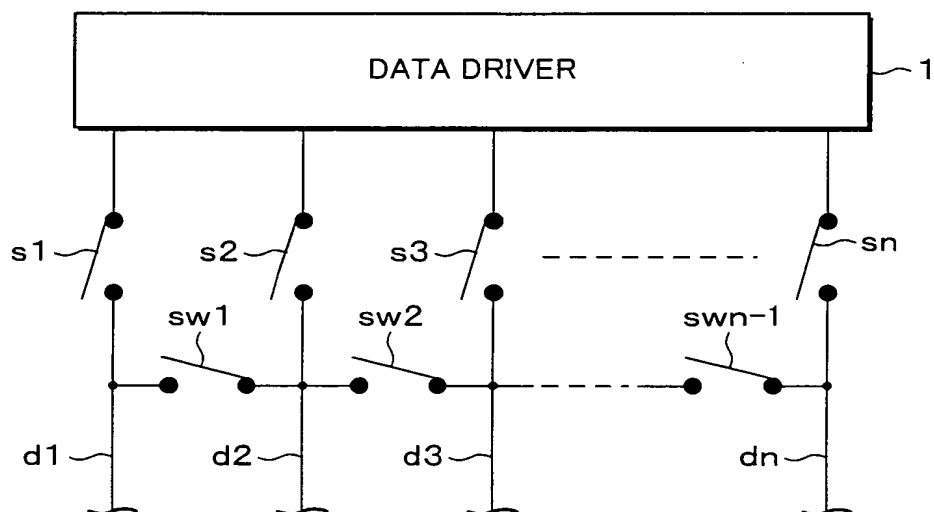 DATA DRIVER
1
s1
s2
s3
sn
sw1
sw2
swn-1
d1
d2
d3
dn